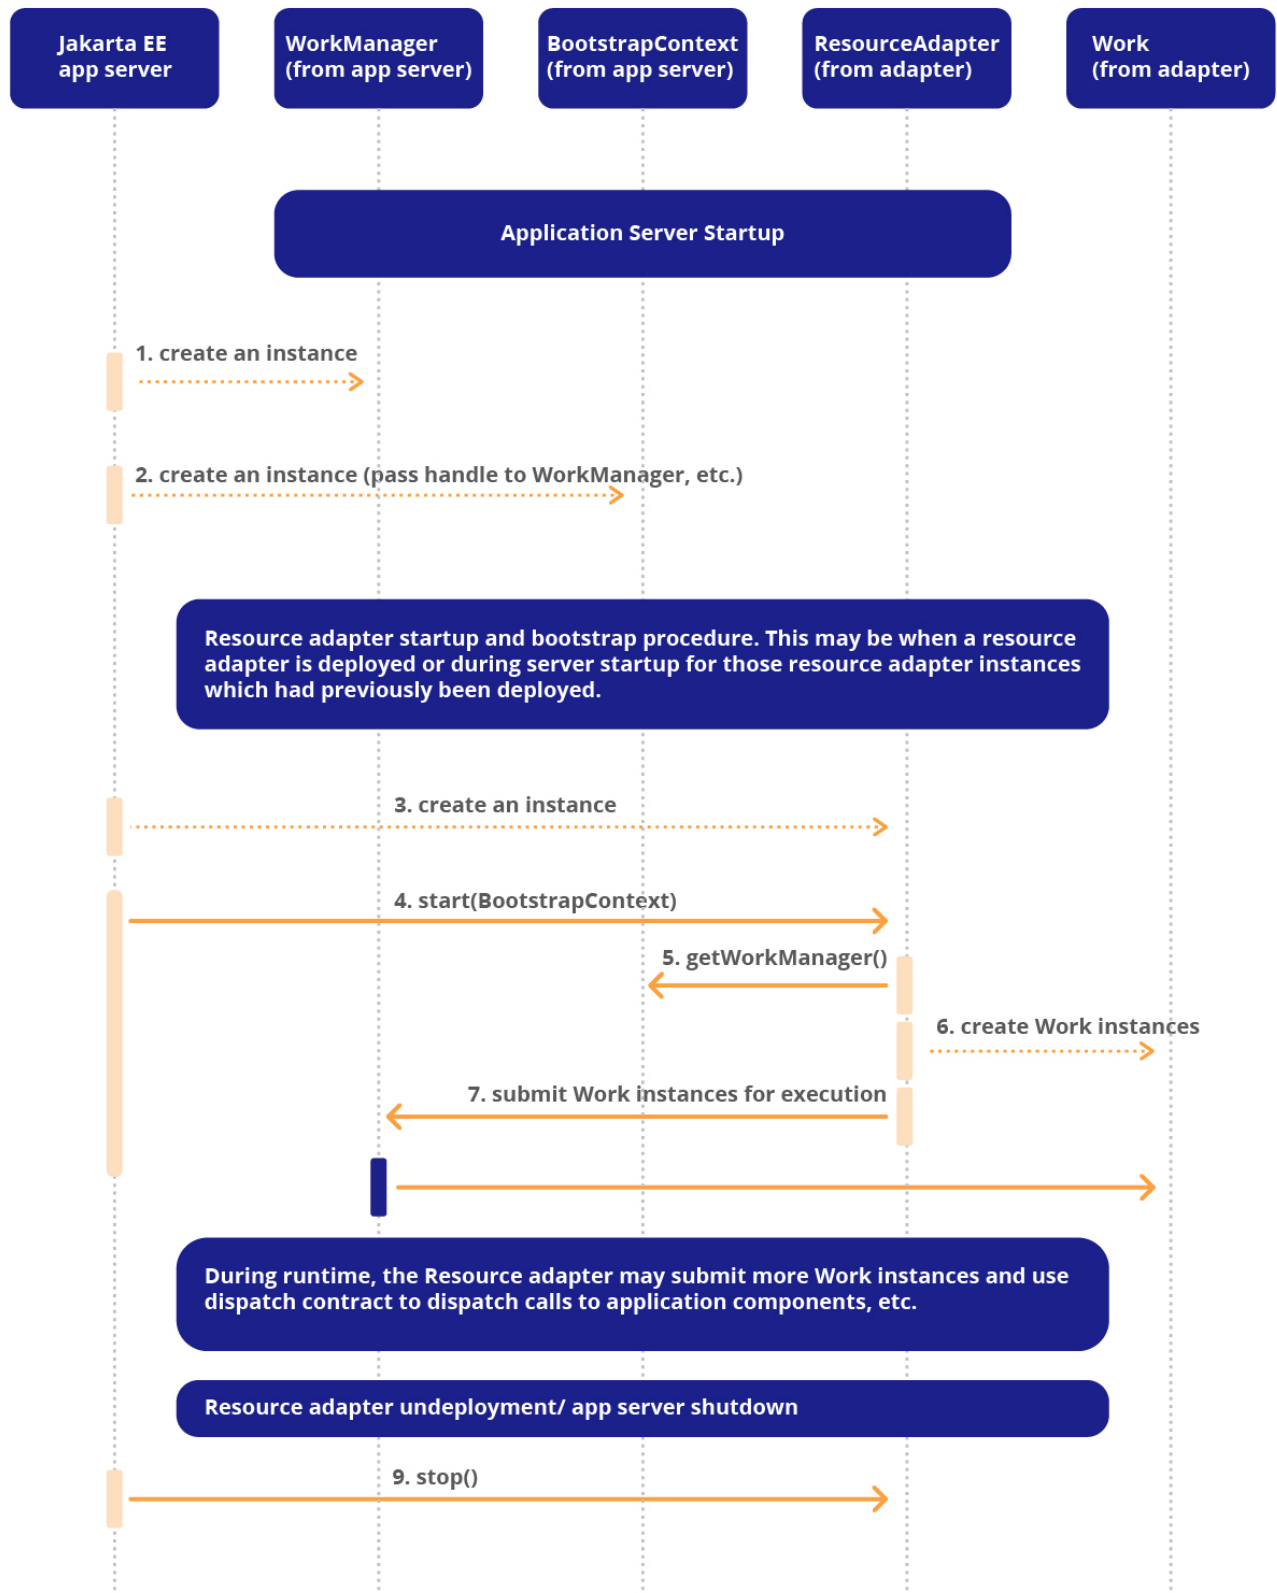 Jakarta EE
app server
WorkManager
(from app server)
BootstrapContext
(from app server)
ResourceAdapter
(from adapter)
Work
(from adapter)
Application Server Startup
1. create an instance
2. create an instance (pass handle to WorkManager, etc.)
Resource adapter startup and bootstrap procedure. This may be when a resource
adapter is deployed or during server startup for those resource adapter instances
which had previously been deployed.
3. create an instance
4. start(BootstrapContext)
5. getWorkManager()
6. create Work instances
7. submit Work instances for execution
During runtime, the Resource adapter may submit more Work instances and use
dispatch contract to dispatch calls to application components, etc.
Resource adapter undeployment/ app server shutdown
9. stop()